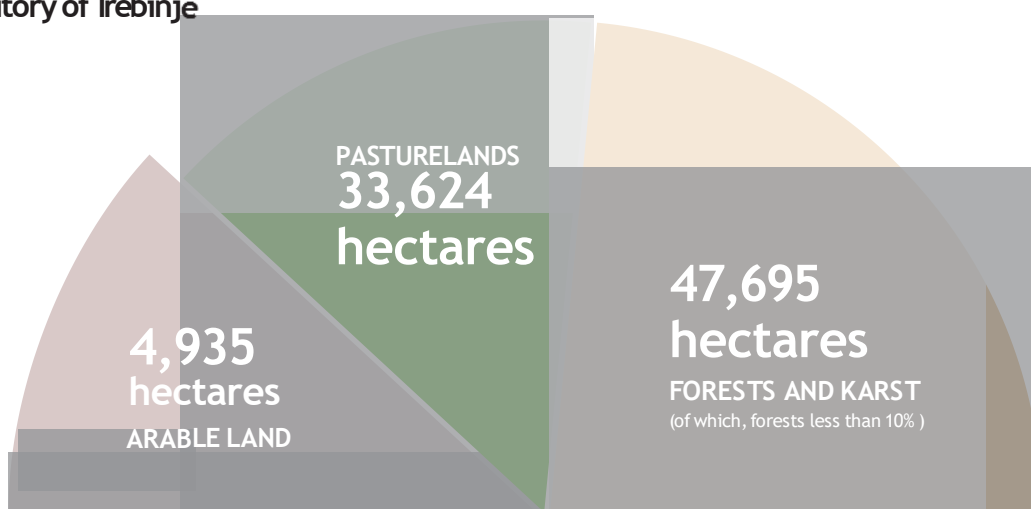 itory of Trebinje
PASTURELANDS
33,624
hectares
47,695
hectares
FORESTS AND KARST
(of which, forests less than 10% )
4,935
hectares
ARABLE LAND